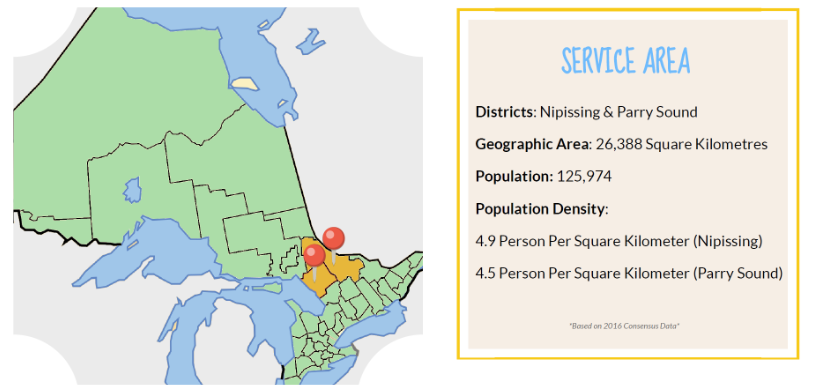 SERVICE AREA
Districts: Nipissing & Parry Sound
Geographic Area: 26,388 Square Kilometres
Population: 125,974
Population Density:
4.9 Person Per Square Kilometer (Nipissing)
4.5 Person Per Square Kilometer (Parry Sound)
*Based on 2016 Consensus Data*